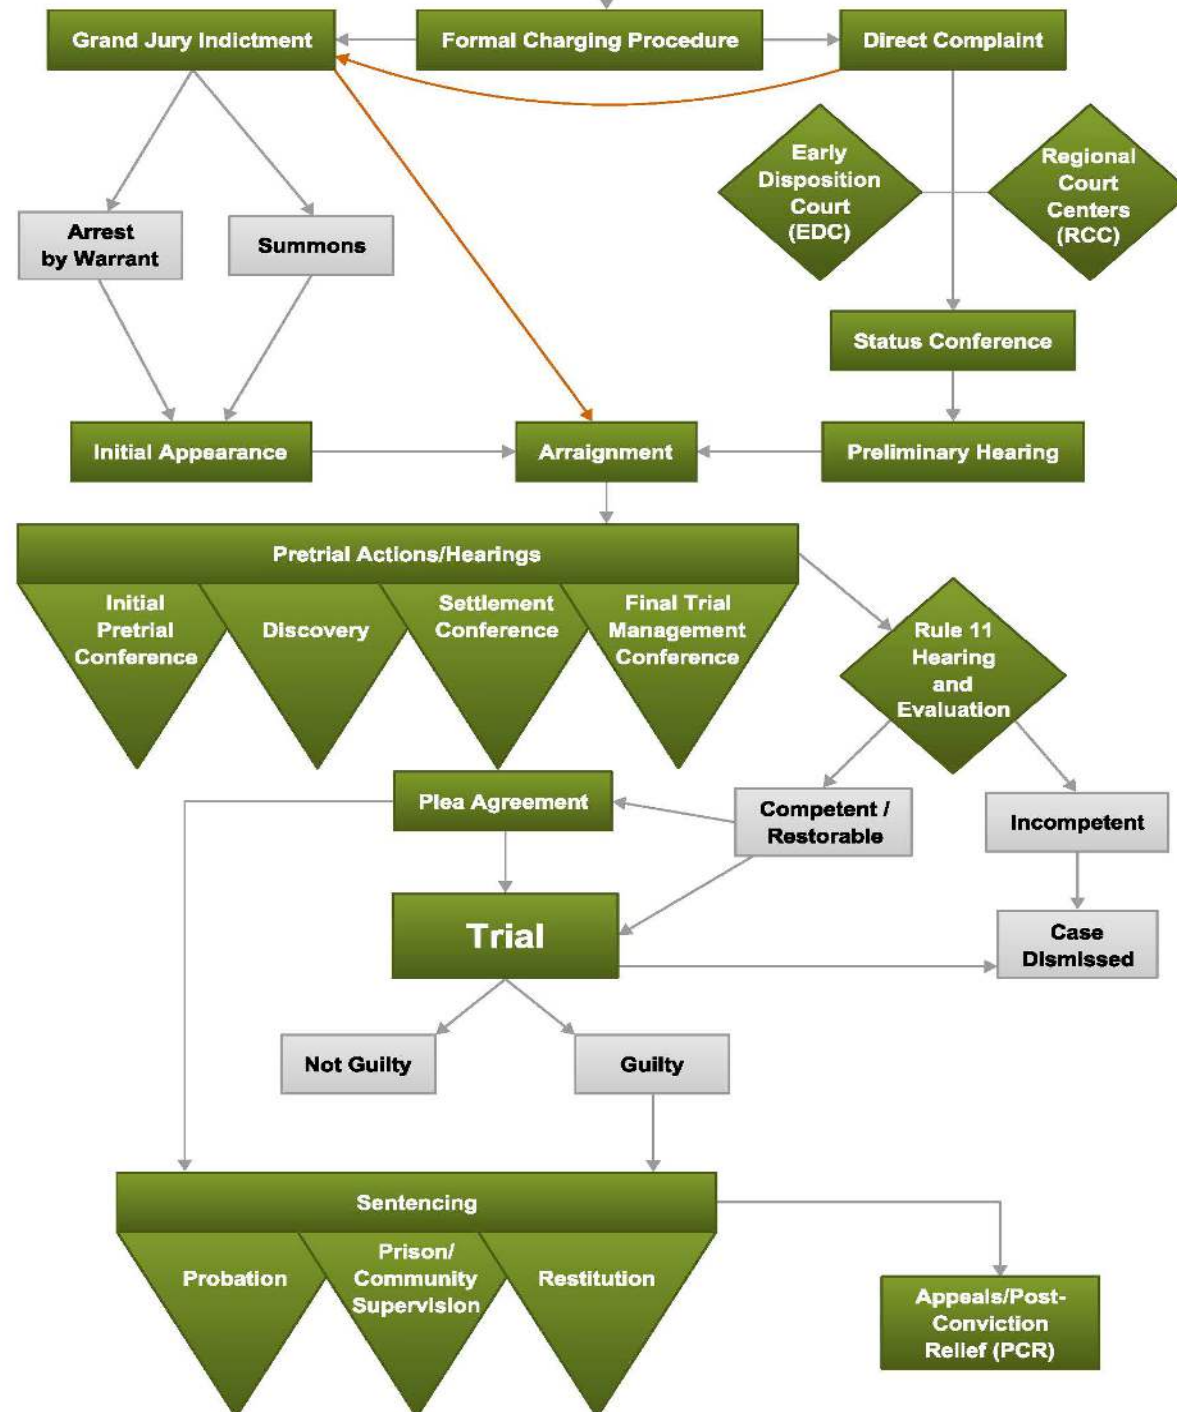 Grand Jury Indictment
Formal Charging Procedure
Direct Complaint
Early
Disposition
Court
(EDC)
Regional
Court
Centers
(RCC)
Arrest
by Warrant
Summons
Status Conference
Initial Appearance
Arraignment
Preliminary Hearing
Pretrial Actions/Hearings
Initial
Pretrial
Conference
Discovery
Settlement
Conference
Final Trial
Management
Conference
Rule 11
Hearing
and
Evaluation
Plea Agreement
Competent /
Restorable
Incompetent
Trial
Case
Dismissed
Not Guilty
Guilty
Sentencing
Probation
Prison/
Community
Supervision
Restitution
Appeals/Post-
Conviction
Relief (PCR)